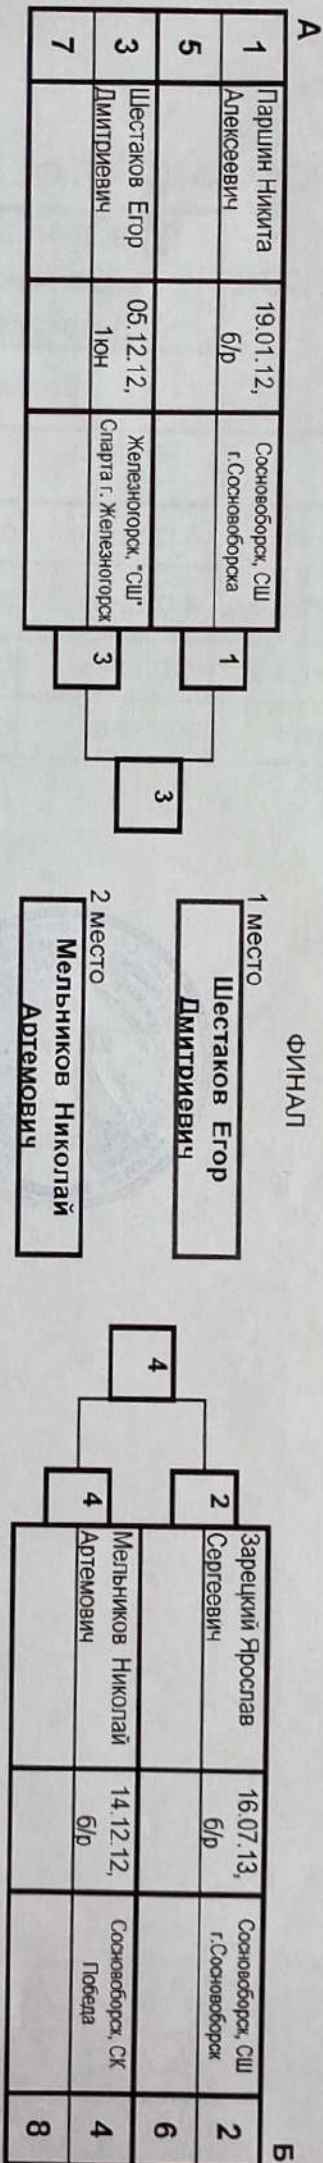 А
1
Паршин Никита
Алексеевич
19.01.12,
б/р
Сосновоборск, СШ
г.Сосновоборска
5
3
Шестаков Егор
Дмитриевич
05.12.12,
1юн
Железногорск, "СШ"
Спарта г. Железногорск
7
1
3
3
ФИНАЛ
1 место
Шестаков Егор
Дмитриевич
2 место
Мельников Николай
Артемович
4
2
4
Б
Зарецкий Ярослав
Сергеевич
16.07.13,
б/р
Сосновоборск, СШ
г.Сосновоборск
2
6
Мельников Николай
Артемович
14.12.12,
б/р
Сосновоборск, СК
Победа
4
8